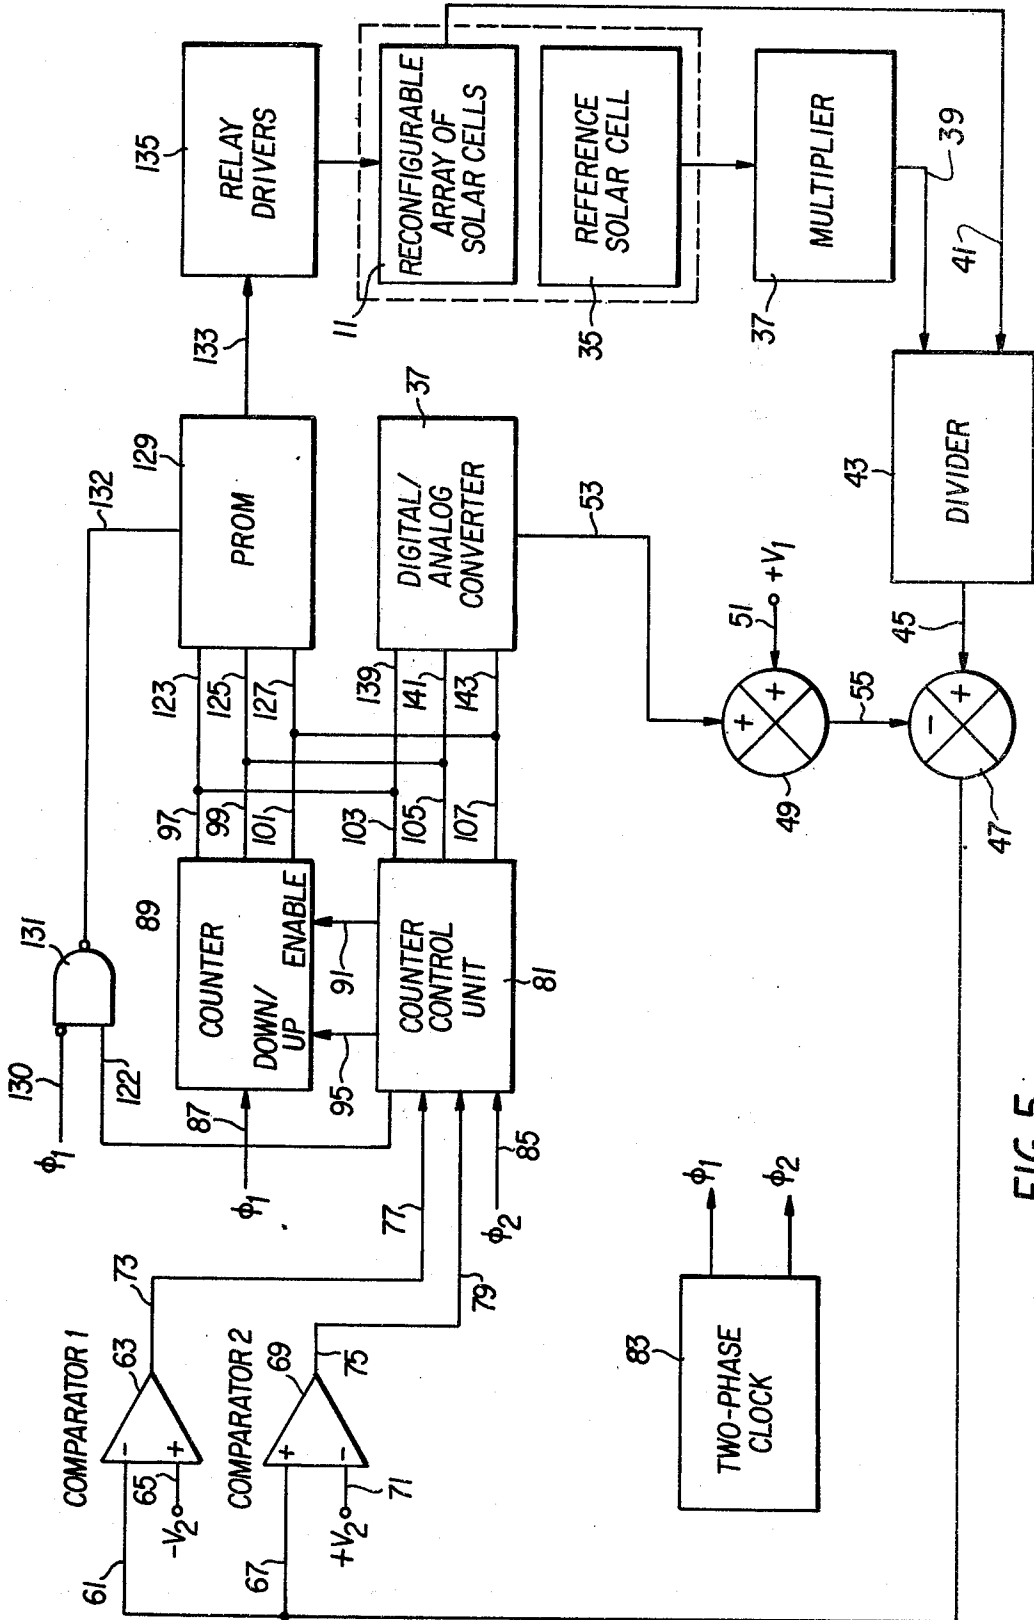 COMPARATOR 1
61
63
65
-V2
73
COMPARATOR 2
67
69
71
+V2
75
77
79
ϕ1
130
122
131
132
ϕ1
87
COUNTER
DOWN/
UP
ENABLE
89
95
91
COUNTER
CONTROL
UNIT
81
ϕ2
85
97
99
101
103
105
107
123
125
127
139
141
143
PROM
129
133
RELAY
DRIVERS
135
DIGITAL/
ANALOG
CONVERTER
37
53
11
RECONFIGURABLE
ARRAY OF
SOLAR CELLS
REFERENCE
SOLAR CELL
35
MULTIPLIER
37
39
41
DIVIDER
43
45
51
+V1
+
+
49
55
-
+
47
TWO-PHASE
CLOCK
83
ϕ1
ϕ2
FIG. 5